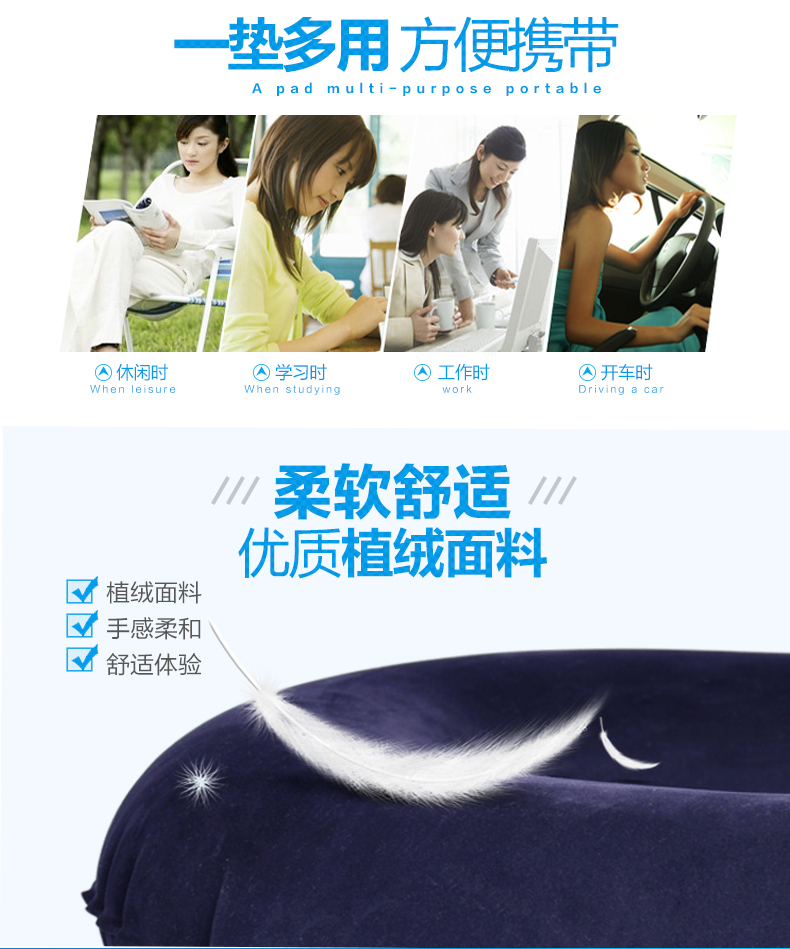 一垫多用 方便携带
A pad multi-purpose portable
休闲时 学习时 工作时 开车时
When leisure When studying work Driving a car
柔软舒适
优质植绒面料
植绒面料
手感柔和
舒适体验